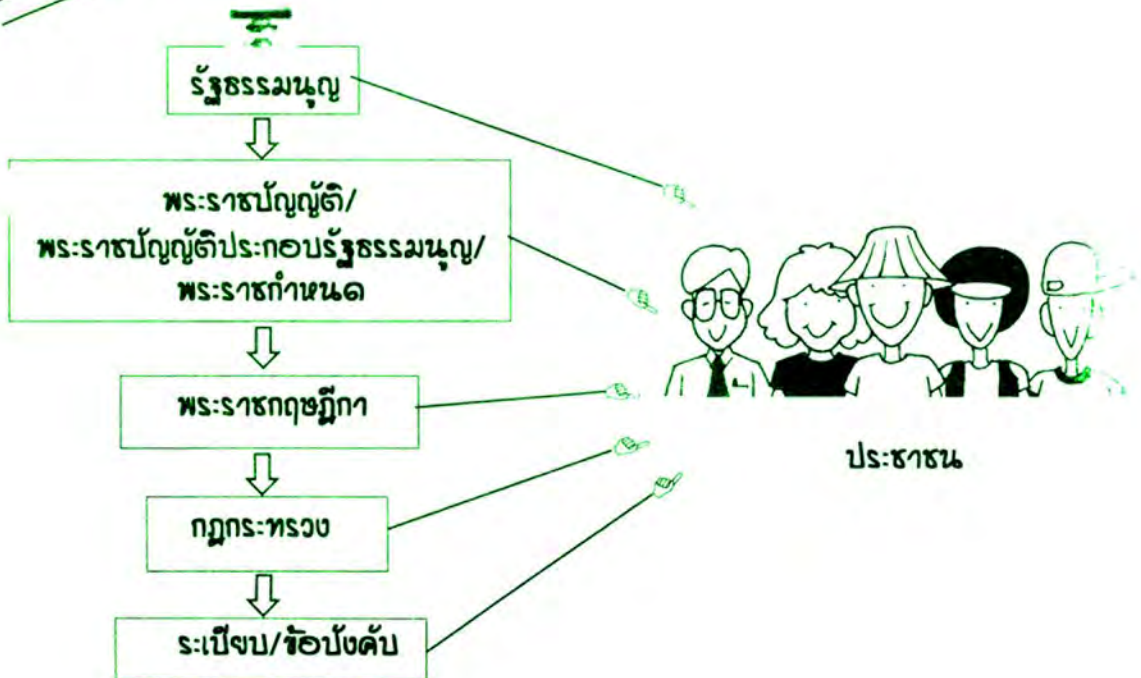 รัฐธรรมนูญ
พระราชบัญญัติ/
พระราชบัญญัติประกอบรัฐธรรมนูญ/
พระราชกำหนด
พระราชกฤษฎีกา
กฎกระทรวง
ระเบียบ/ข้อบังคับ
ประชาชน